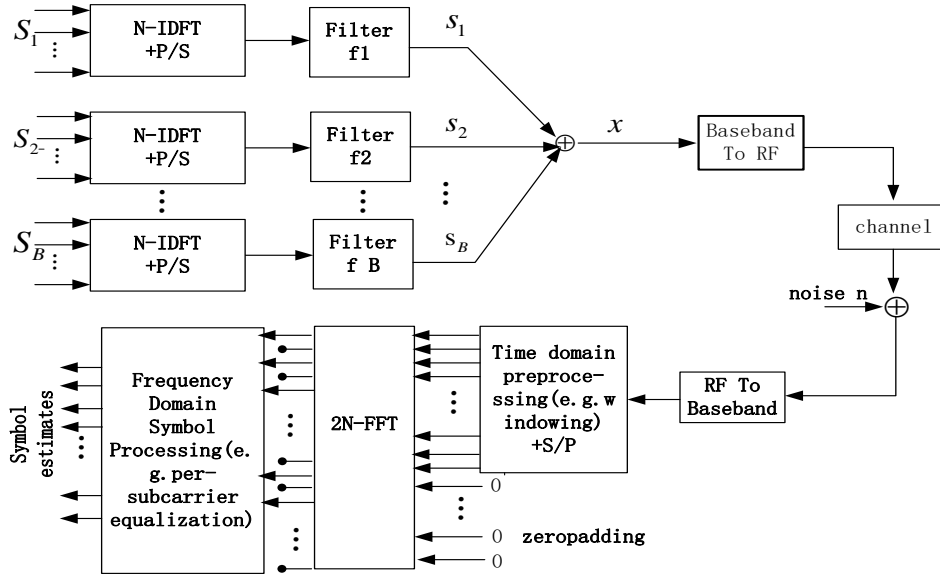 S1
N-IDFT
+P/S
Filter
f1
s1
S2-
N-IDFT
+P/S
Filter
f2
s2
x
Baseband
To RF
SB
N-IDFT
+P/S
Filter
f B
sB
channel
noise n
Symbol
estimates
Frequency
Domain
Symbol
Processing(e.
g.per-
subcarrier
equalization)
2N-FFT
Time domain
preproce-
ssing(e.g.w
indowing)
+S/P
RF To
Baseband
0
0 zeropadding
0